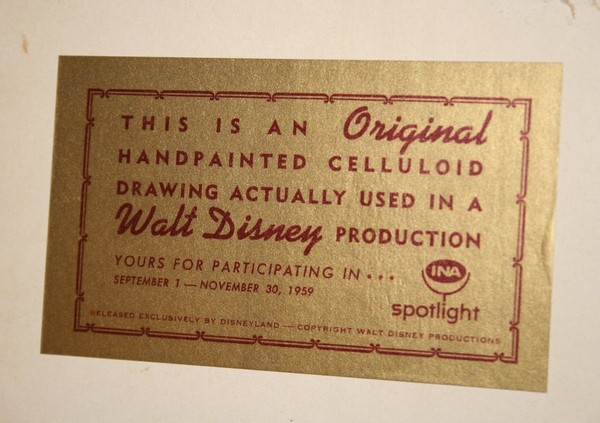 THIS IS AN Original
HANDPAINTED CELLULOID
DRAWING ACTUALLY USED IN A
Walt Disney PRODUCTION
YOURS FOR PARTICIPATING IN...
SEPTEMBER 1 — NOVEMBER 30, 1959
INA
spotlight
RELEASED EXCLUSIVELY BY DISNEYLAND — COPYRIGHT WALT DISNEY PRODUCTIONS